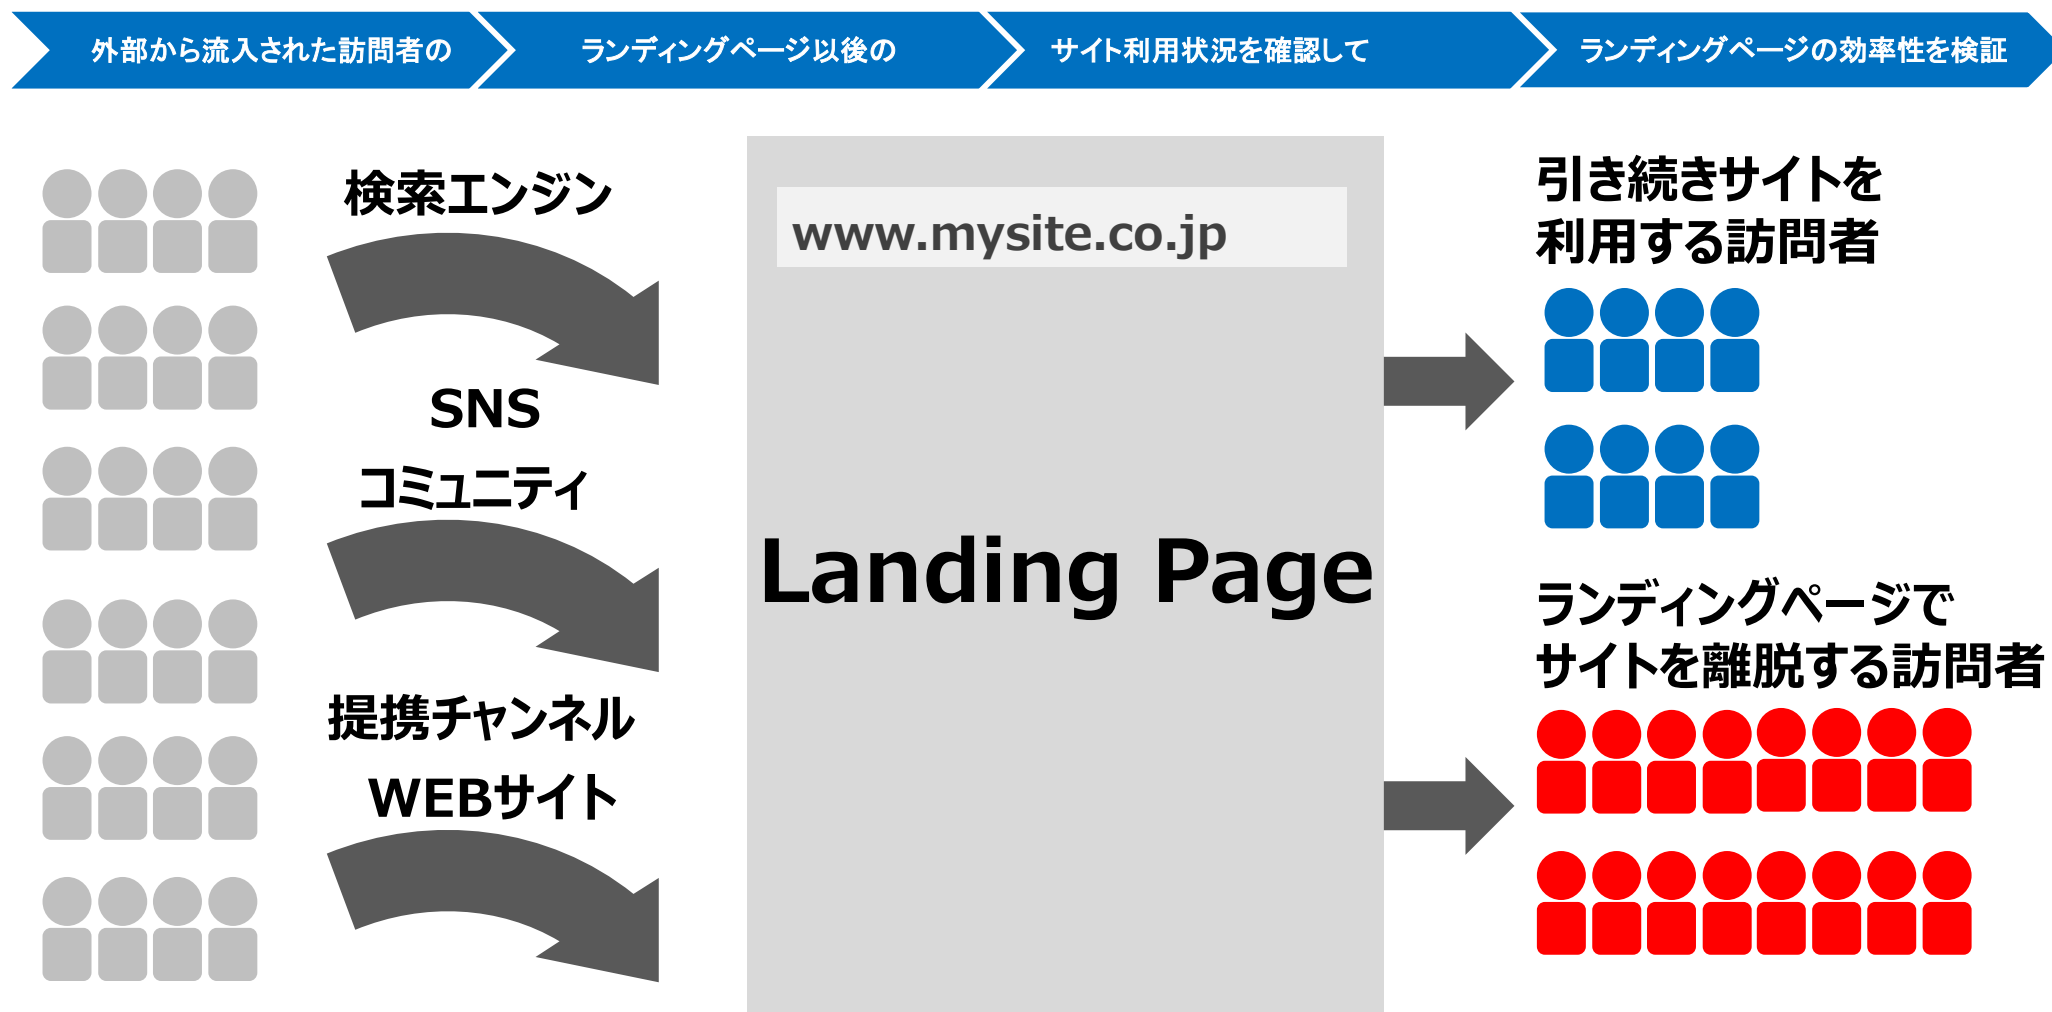 外部から流入された訪問者の
ランディングページ以後の
サイト利用状況を確認して
ランディングページの効率性を検証
検索エンジン
SNS
コミュニティ
提携チャンネル
WEBサイト
www.mysite.co.jp
Landing Page
引き続きサイトを
利用する訪問者
ランディングページで
サイトを離脱する訪問者